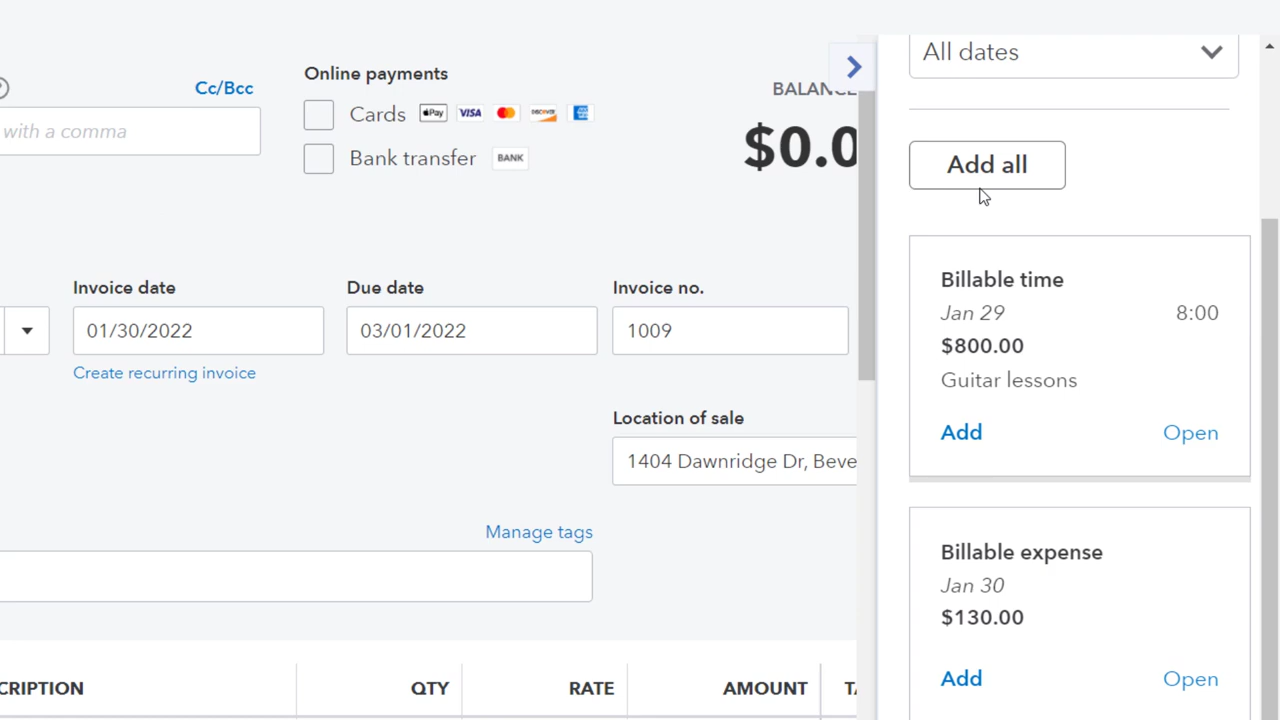 Cc/Bcc
with a comma
Online payments
Cards Pay VISA DISCOVER
Bank transfer BANK
$0.0
Invoice date
01/30/2022
Create recurring invoice
Due date
03/01/2022
Invoice no.
1009
Location of sale
1404 Dawnridge Dr, Beve
Manage tags
CRIPTION QTY RATE AMOUNT
All dates
Add all
Billable time
Jan 29 8:00
$800.00
Guitar lessons
Add Open
Billable expense
Jan 30
$130.00
Add Open